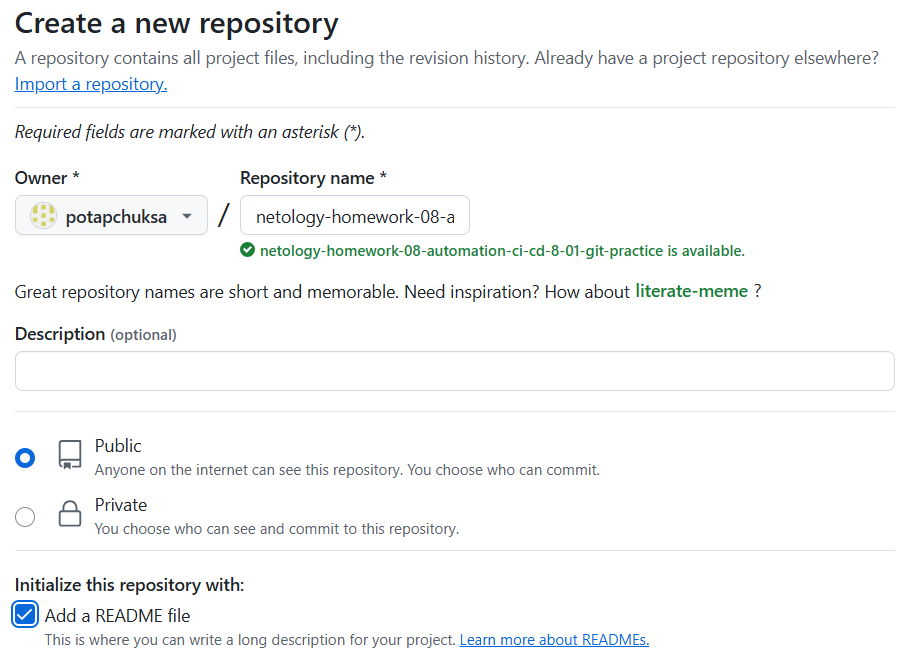 Create a new repository
A repository contains all project files, including the revision history. Already have a project repository elsewhere?
Import a repository.
Required fields are marked with an asterisk (*).
Owner * Repository name *
potapchuksa / netology-homework-08-a
netology-homework-08-automation-ci-cd-8-01-git-practice is available.
Great repository names are short and memorable. Need inspiration? How about literate-meme ?
Description (optional)
Public
Anyone on the internet can see this repository. You choose who can commit.
Private
You choose who can see and commit to this repository.
Initialize this repository with:
Add a README file
This is where you can write a long description for your project. Learn more about READMEs.